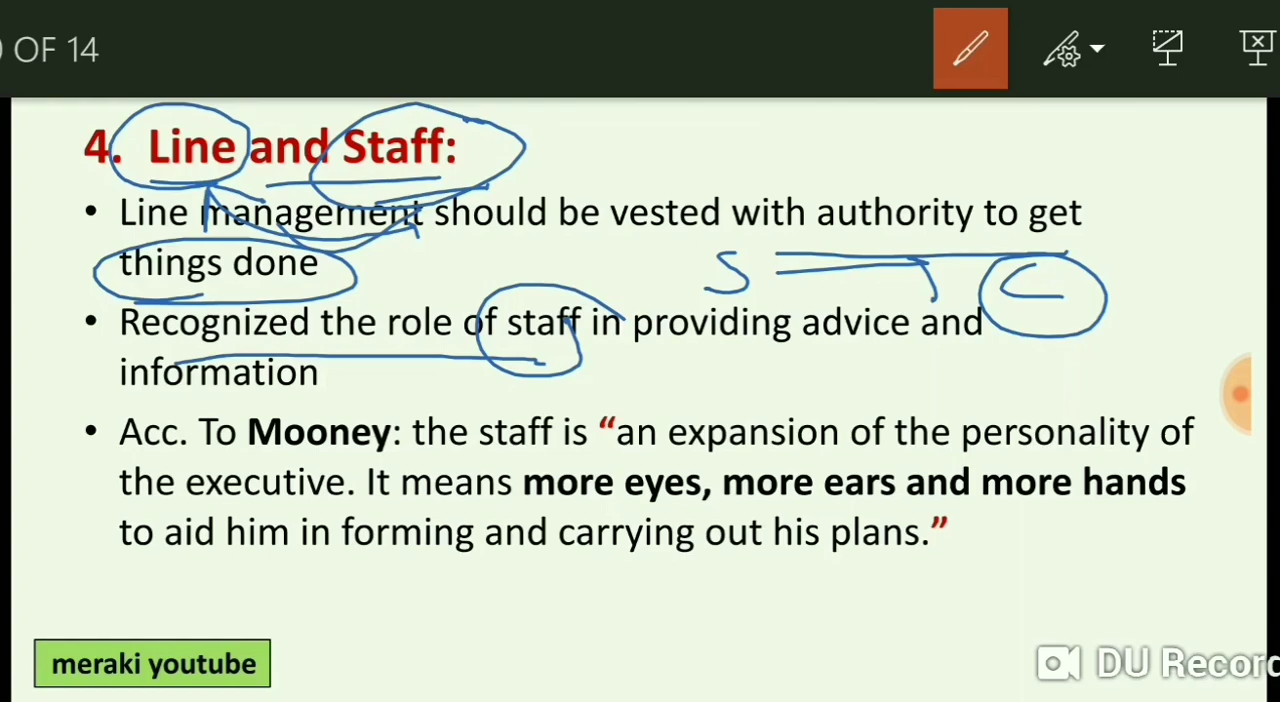 OF 14
4. Line and Staff:
• Line management should be vested with authority to get
things done
S C
• Recognized the role of staff in providing advice and
information
• Acc. To Mooney: the staff is “an expansion of the personality of
the executive. It means more eyes, more ears and more hands
to aid him in forming and carrying out his plans.”
meraki youtube
DU Recorc